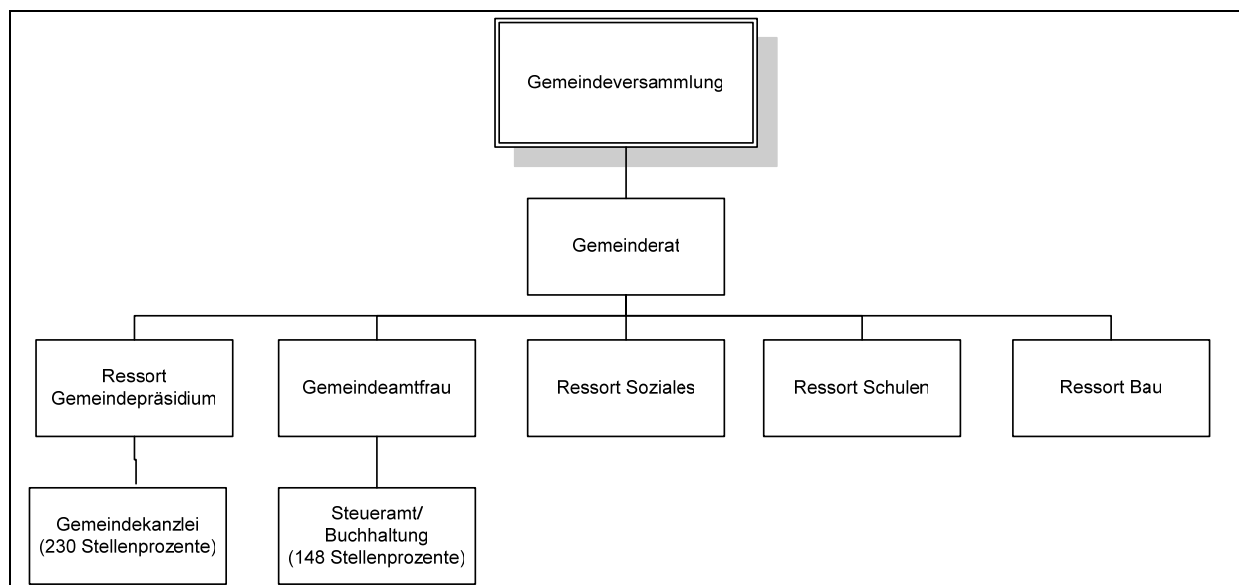 Gemeindeversammlung
Gemeinderat
Ressort
Gemeindepräsidium
Gemeindeamtfrau
Ressort Soziales
Ressort Schulen
Ressort Bau
Gemeindekanzlei
(230 Stellenprozente)
Steueramt/
Buchhaltung
(148 Stellenprozente)